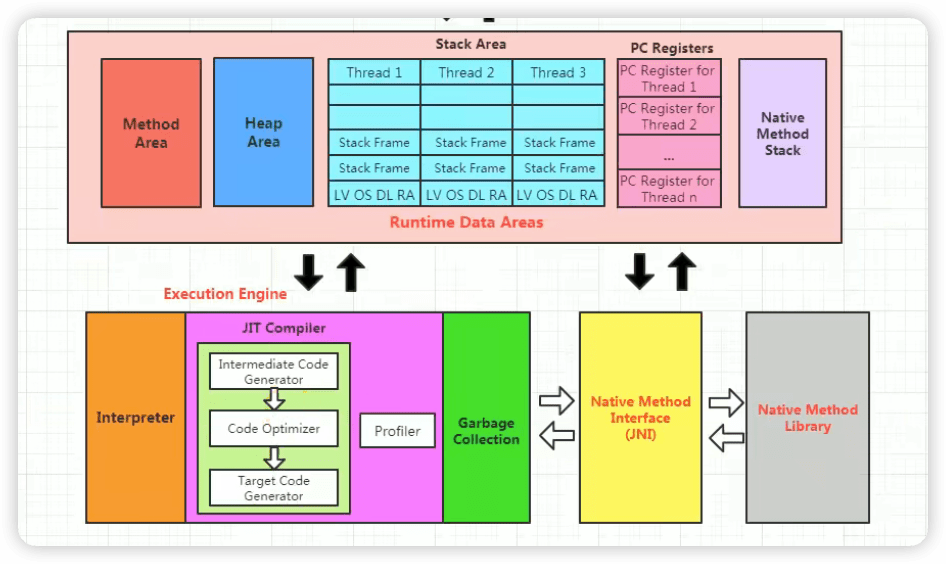 Stack Area
PC Registers
Method
Area
Heap
Area
Thread 1
Thread 2
Thread 3
Stack Frame
Stack Frame
Stack Frame
Stack Frame
Stack Frame
Stack Frame
LV OS DL RA
LV OS DL RA
LV OS DL RA
PC Register for
Thread 1
PC Register for
Thread 2
...
PC Register for
Thread n
Native
Method
Stack
Runtime Data Areas
Execution Engine
Interpreter
JIT Compiler
Intermediate Code
Generator
Code Optimizer
Target Code
Generator
Profiler
Garbage
Collection
Native Method
Interface
(JNI)
Native Method
Library